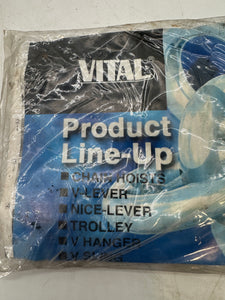 VITAL
Product
Line-Up
■ CHAIN HOISTS
■ V-LEVER
■ NICE-LEVER
■ TROLLEY
■ V HANGER